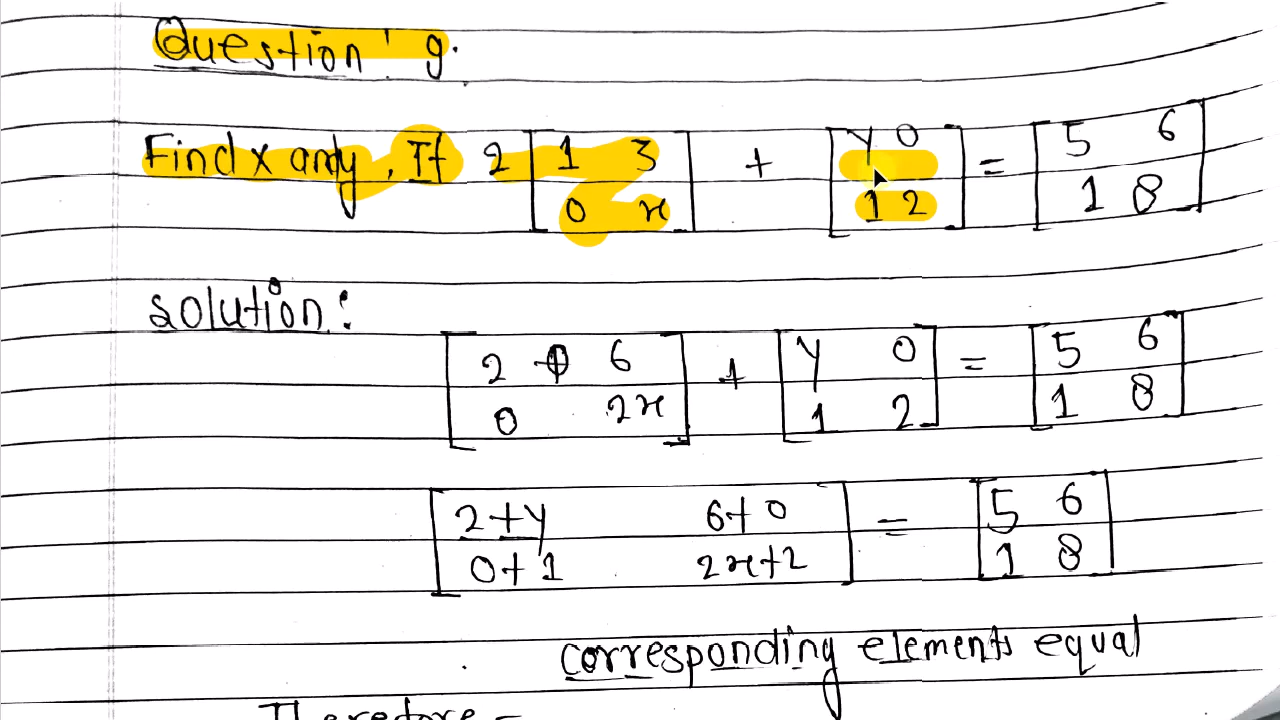 Question' 9.
Find x and y, If 2 [1 3 + [y 0 = [5 6
0 x] 1 2] 1 8]
solution:
[2 6 + [y 0 = [5 6
0 2x] 1 2] 1 8]
[2+y 6+0 = [5 6
0+1 2x+2] 1 8]
corresponding elements equal
Therefore -